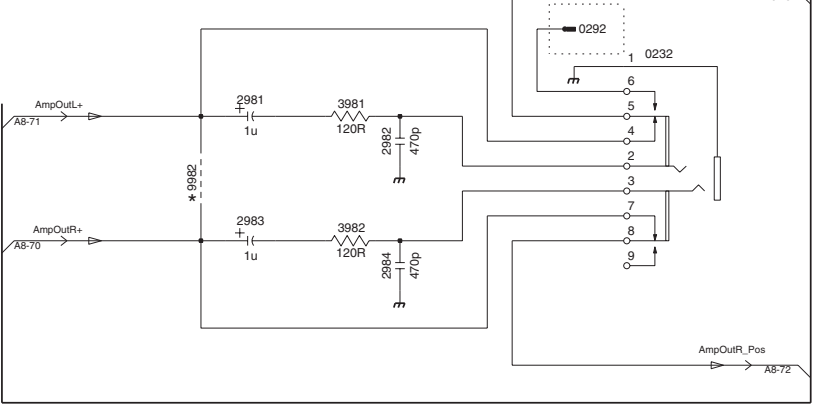 0292
1 0232
6
5
4
2
3
7
8
9
AmpOutL+
A8-71
+
2981
1u
3981
120R
2982
470p
* 9982
AmpOutR+
A8-70
+
2983
1u
3982
120R
2984
470p
AmpOutR_Pos
A8-72